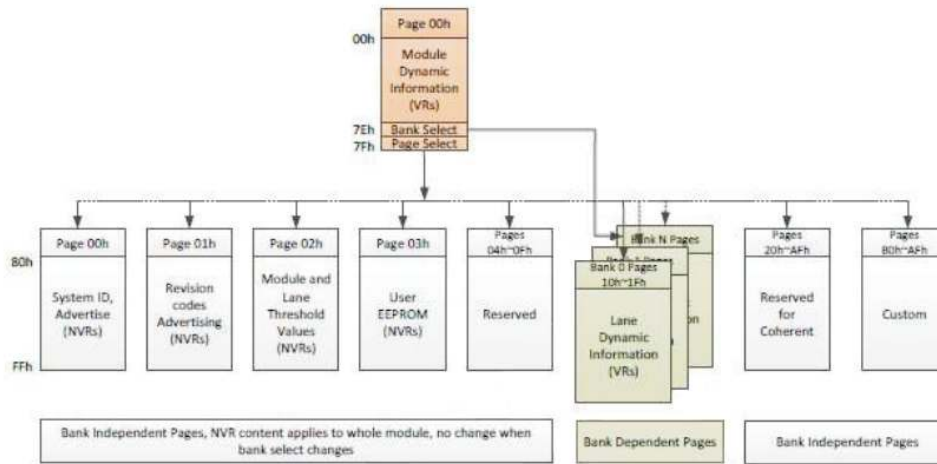 Page 00h
00h
Module
Dynamic
Information
(VRs)
7Eh
Bank Select
7Fh
Page Select
80h
FFh
Page 00h
System ID,
Advertise
(NVRs)
Page 01h
Revision
codes
Advertising
(NVRs)
Page 02h
Module and
Lane
Threshold
Values
(NVRs)
Page 03h
User
EEPROM
(NVRs)
Pages
04h~0Fh
Reserved
Bank N Pages
Bank 0 Pages
10h~1Fh
Lane
Dynamic
Information
(VRs)
Pages
20h~AFh
Reserved
for
Coherent
Pages
B0h~AFh
Custom
Bank Independent Pages, NVR content applies to whole module, no change when
bank select changes
Bank Dependent Pages
Bank Independent Pages